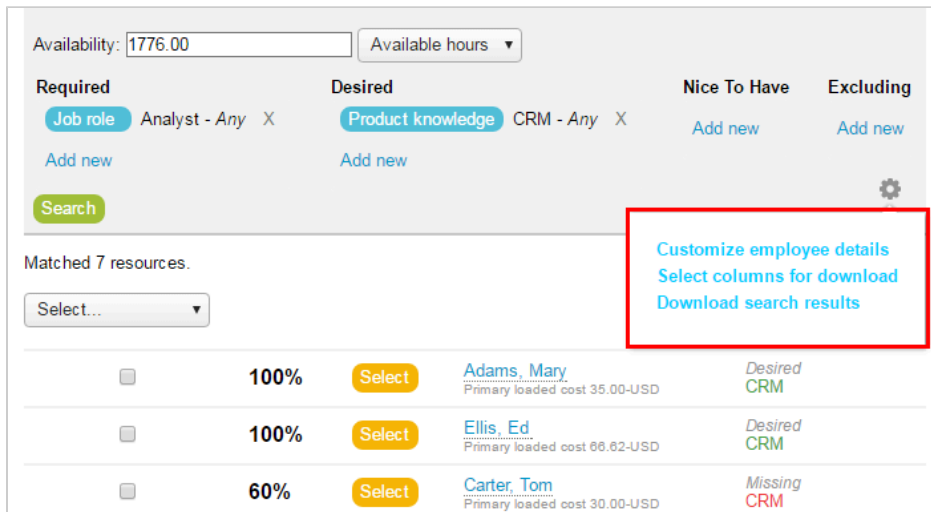 Availability: 1776.00 Available hours
Required Desired Nice To Have Excluding
Job role Analyst - Any X Product knowledge CRM - Any X Add new Add new
Add new Add new
Search
Customize employee details
Matched 7 resources.
Select columns for download
Download search results
Select...
100% Select Adams, Mary Desired
Primary loaded cost 35.00-USD CRM
100% Select Ellis, Ed Desired
Primary loaded cost 66.62-USD CRM
60% Select Carter, Tom Missing
Primary loaded cost 30.00-USD CRM